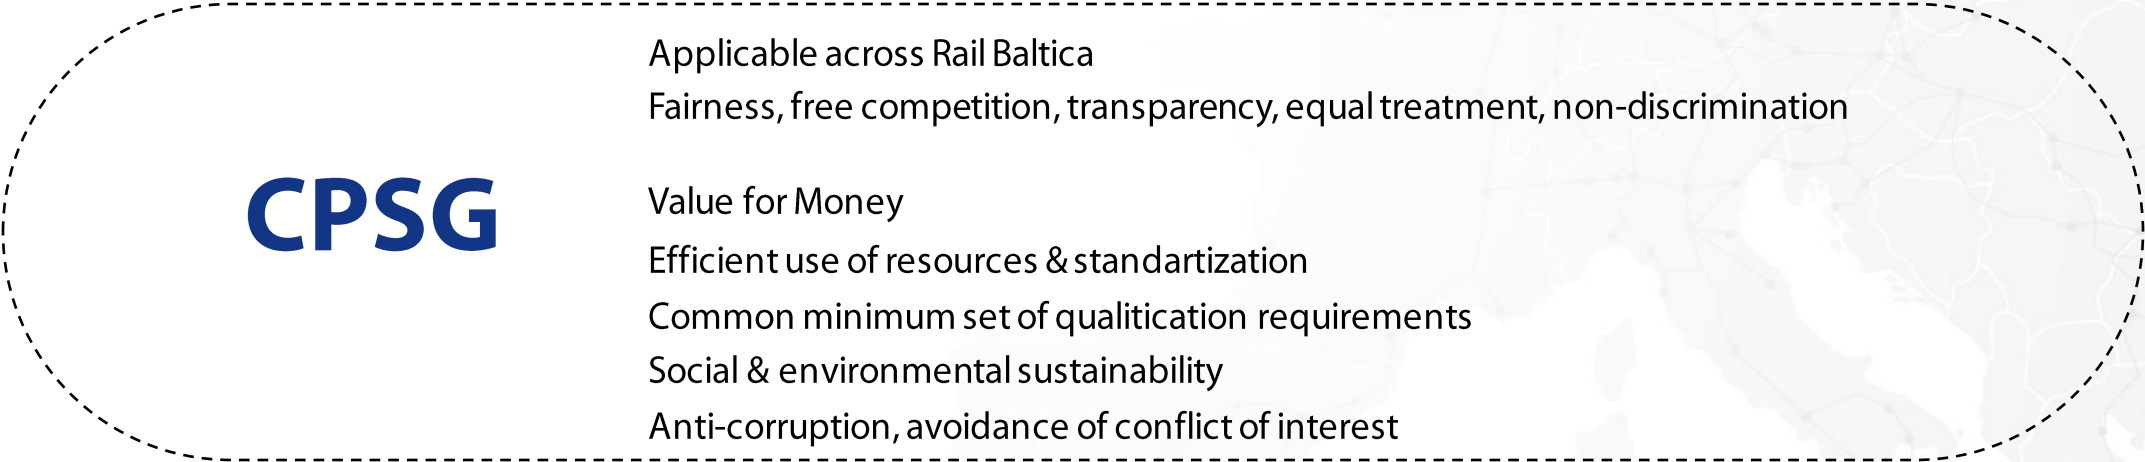 Applicable across Rail Baltica
Fairness, free competition, transparency, equal treatment, non-discrimination
CPSG
Value for Money
Efficient use of resources & standartization
Common minimum set of qualitication requirements
Social & environmental sustainability
Anti-corruption, avoidance of conflict of interest